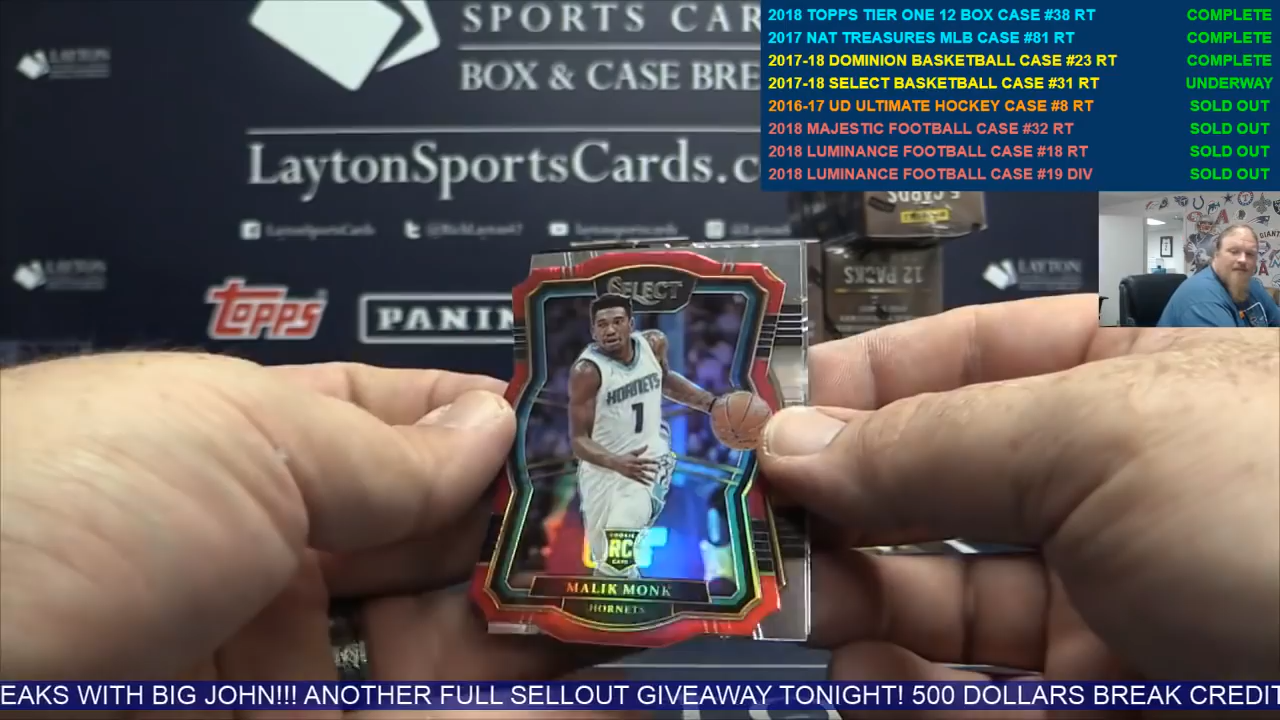 SPORTS CAR
BOX & CASE BRE
LaytonSportsCards.c
LaytonSportsCards
LAYTON
LAYTON
LAYTON
TOPPS
PANIN
12 PACKS
SELECT
HORNETS
1
RC
MALIK MONK
HORNETS
GIANTS
2018 TOPPS TIER ONE 12 BOX CASE #38 RT COMPLETE
2017 NAT TREASURES MLB CASE #81 RT COMPLETE
2017-18 DOMINION BASKETBALL CASE #23 RT COMPLETE
2017-18 SELECT BASKETBALL CASE #31 RT UNDERWAY
2016-17 UD ULTIMATE HOCKEY CASE #8 RT SOLD OUT
2018 MAJESTIC FOOTBALL CASE #32 RT SOLD OUT
2018 LUMINANCE FOOTBALL CASE #18 RT SOLD OUT
2018 LUMINANCE FOOTBALL CASE #19 DIV SOLD OUT
EAKS WITH BIG JOHN!!! ANOTHER FULL SELLOUT GIVEAWAY TONIGHT! 500 DOLLARS BREAK CREDIT